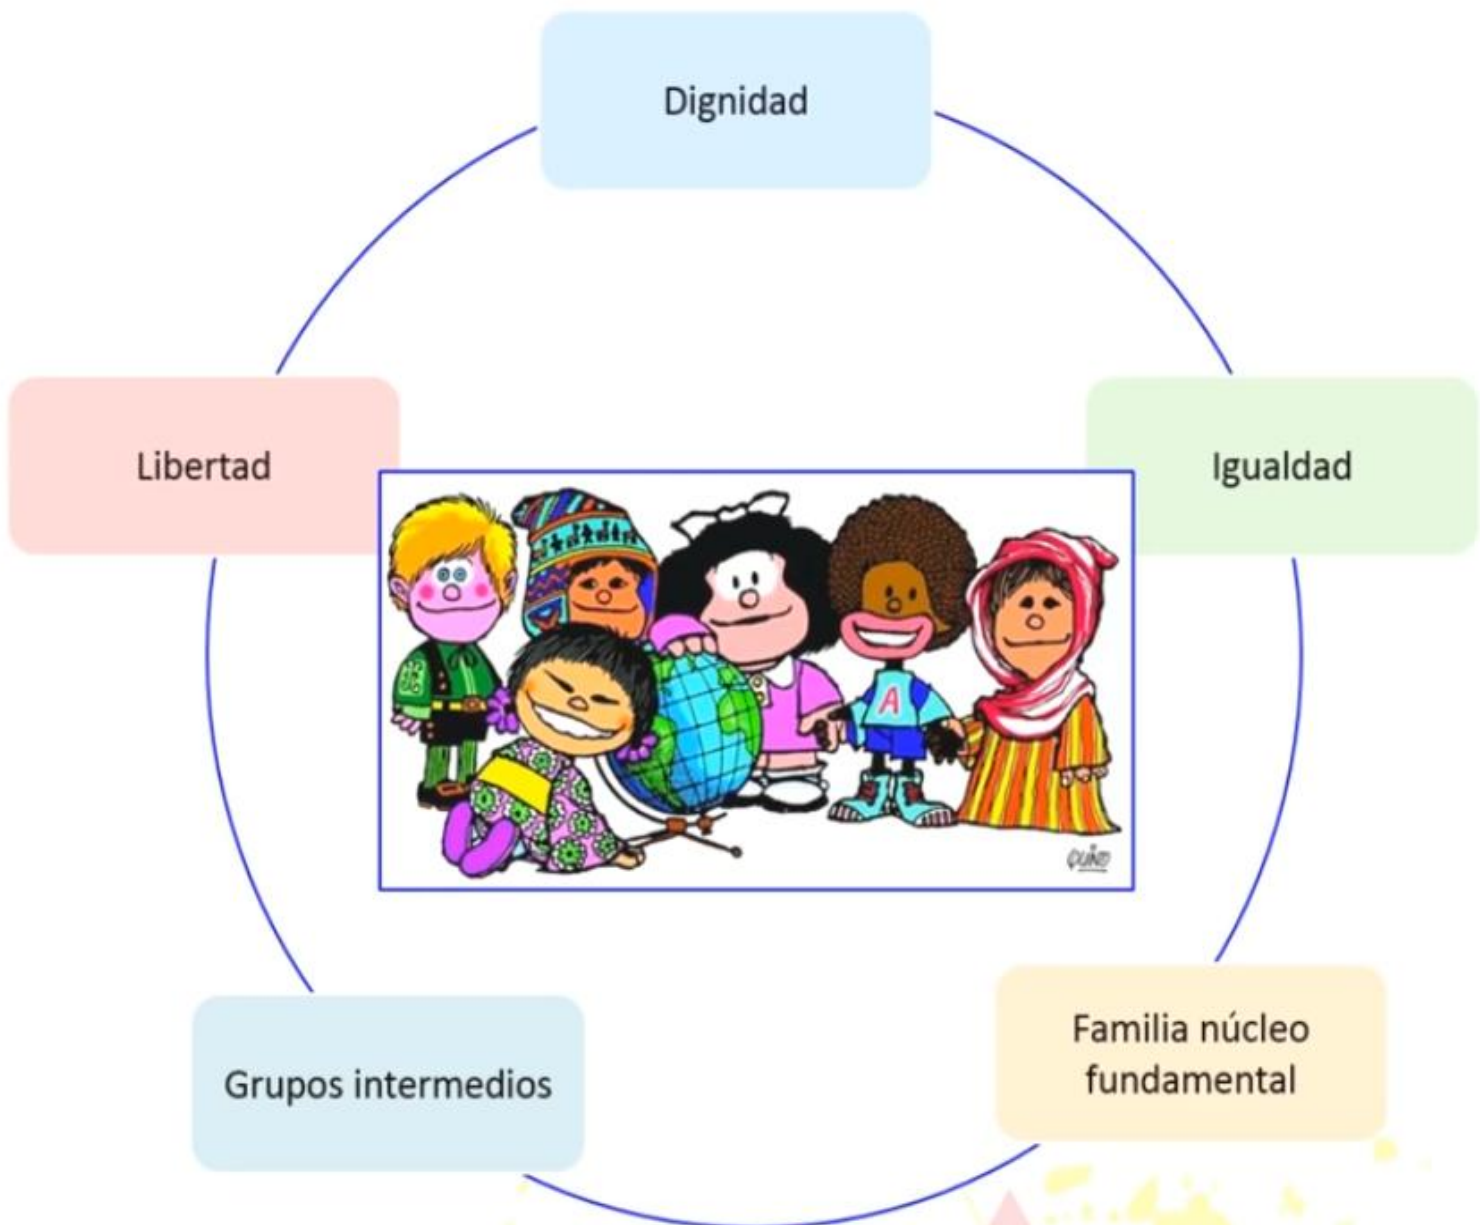 Dignidad
Libertad
Igualdad
A
QUINO
Grupos intermedios
Familia núcleo
fundamental